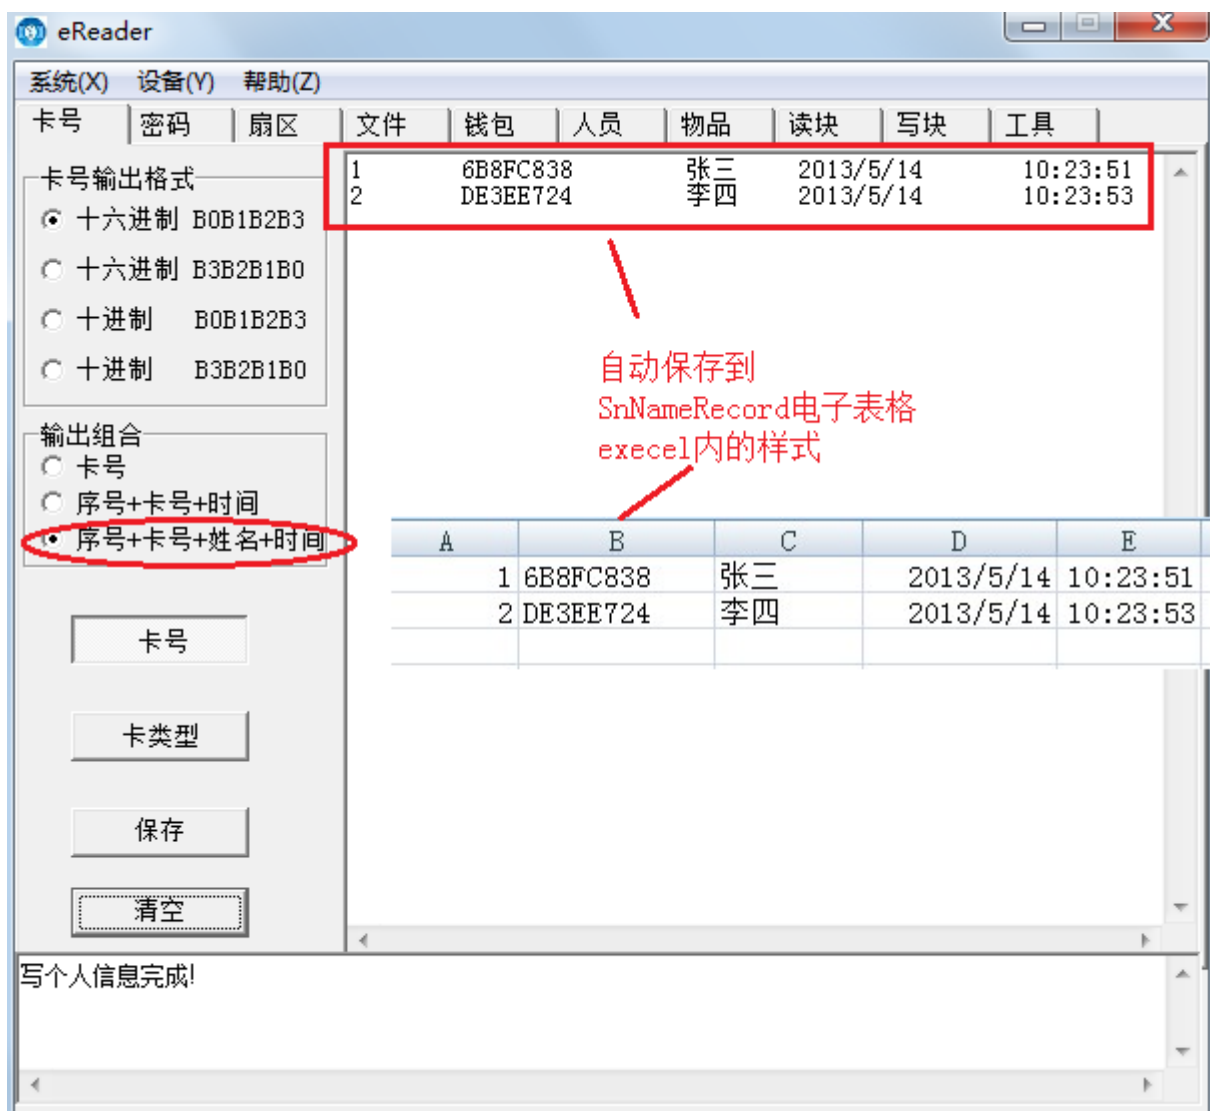 eReader
系统(X) 设备(Y) 帮助(Z)
卡号 密码 扇区 文件 钱包 人员 物品 读块 写块 工具
卡号输出格式
十六进制 B0B1B2B3
十六进制 B3B2B1B0
十进制 B0B1B2B3
十进制 B3B2B1B0
输出组合
卡号
序号+卡号+时间
序号+卡号+姓名+时间
卡号
卡类型
保存
清空
1 6B8FC838 张三 2013/5/14 10:23:51
2 DE3EE724 李四 2013/5/14 10:23:53
自动保存到
SnNameRecord电子表格
execel内的样式
A B C D E
1 6B8FC838 张三 2013/5/14 10:23:51
2 DE3EE724 李四 2013/5/14 10:23:53
写个人信息完成!